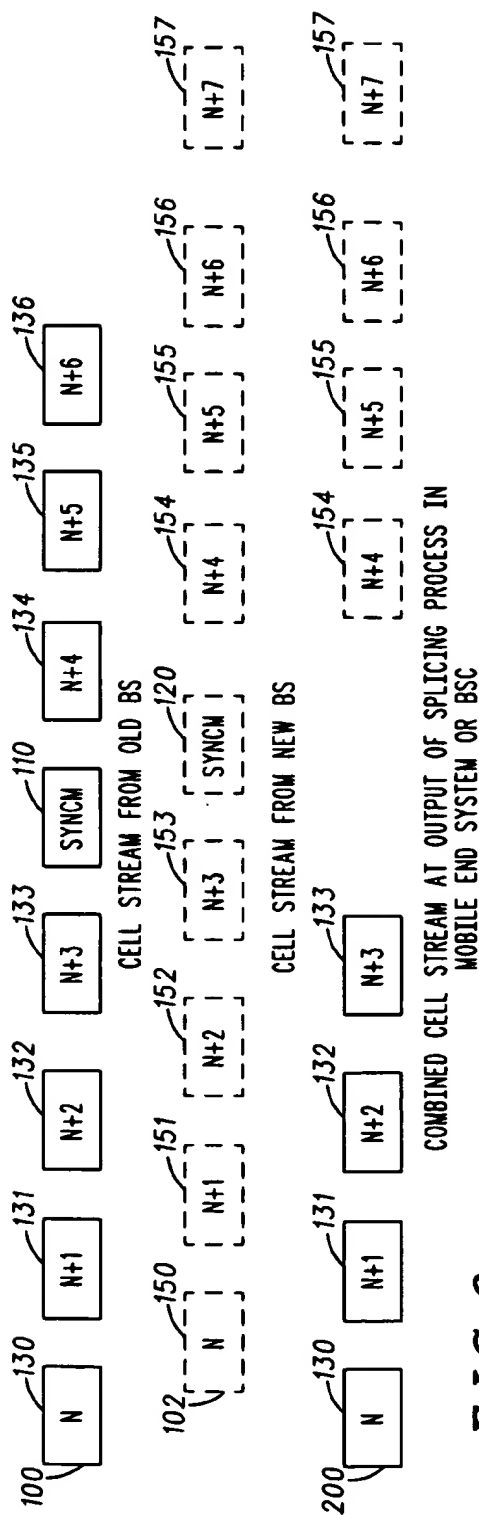 130 131 132 133 110 134 135 136
100 N N+1 N+2 N+3 SYNCM N+4 N+5 N+6
CELL STREAM FROM OLD BS
150 151 152 153 120 154 155 156 157
102 N N+1 N+2 N+3 SYNCM N+4 N+5 N+6 N+7
CELL STREAM FROM NEW BS
130 131 132 133 154 155 156 157
200 N N+1 N+2 N+3 N+4 N+5 N+6 N+7
COMBINED CELL STREAM AT OUTPUT OF SPLICING PROCESS IN
MOBILE END SYSTEM OR BSC